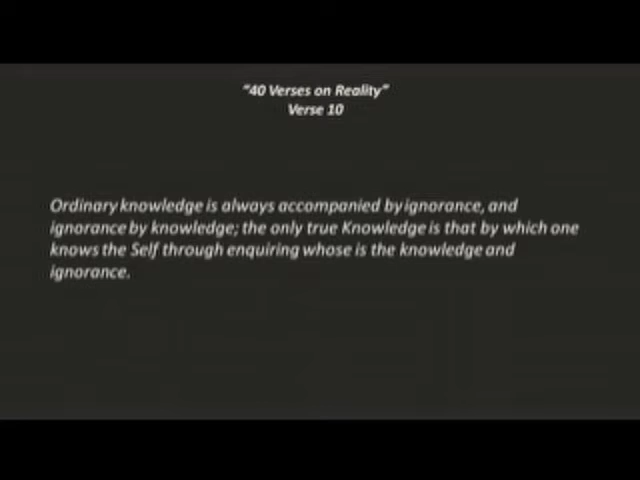 "40 Verses on Reality"
Verse 10
Ordinary knowledge is always accompanied by ignorance, and
ignorance by knowledge; the only true Knowledge is that by which one
knows the Self through enquiring whose is the knowledge and
ignorance.